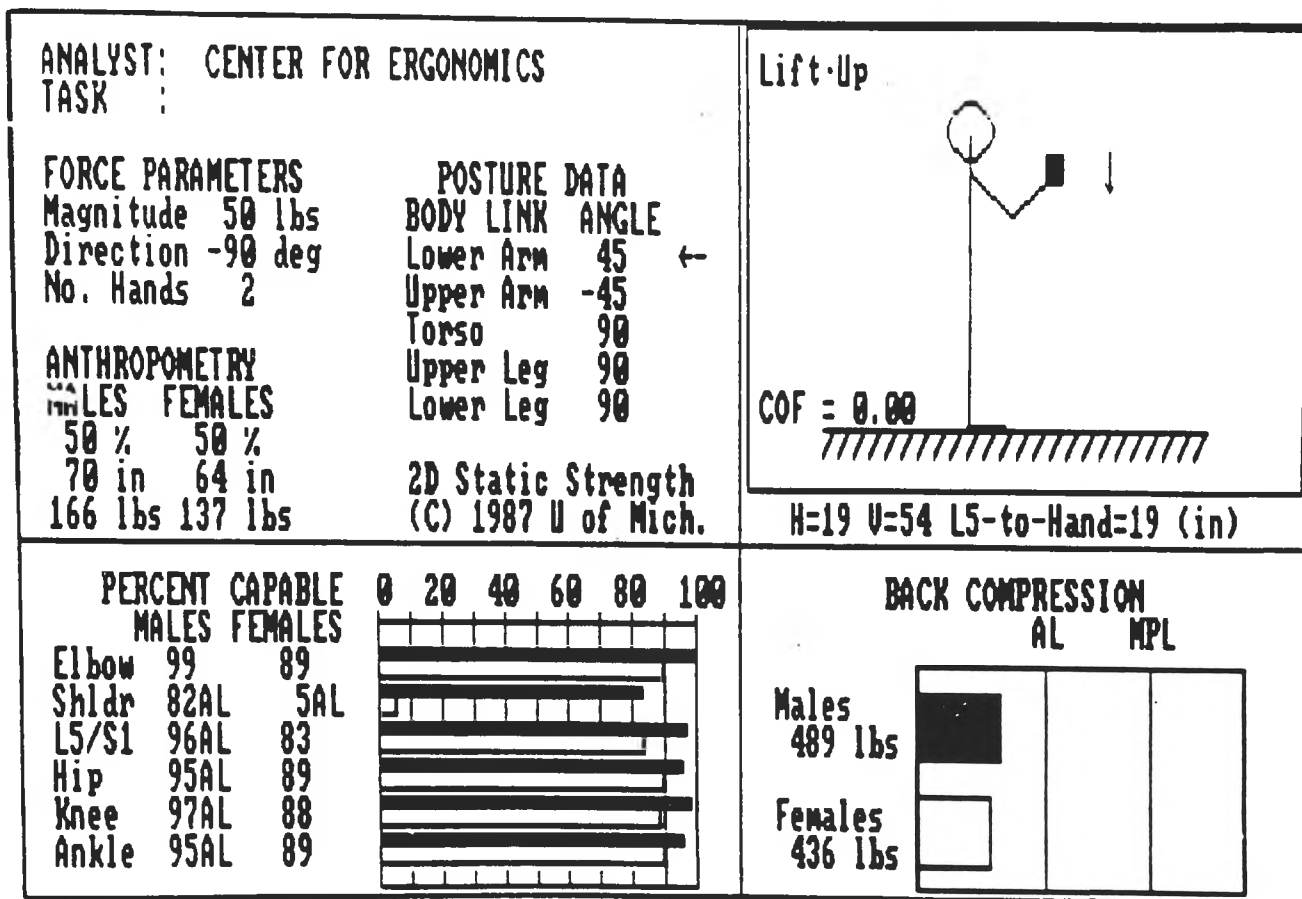 ANALYST: CENTER FOR ERGONOMICS
TASK :
FORCE PARAMETERS
Magnitude 50 lbs
Direction -90 deg
No. Hands 2
ANTHROPOMETRY
MALES FEMALES
50 % 50 %
70 in 64 in
166 lbs 137 lbs
POSTURE DATA
BODY LINK ANGLE
Lower Arm 45 ←
Upper Arm -45
Torso 90
Upper Leg 90
Lower Leg 90
2D Static Strength
(C) 1987 U of Mich.
Lift-Up
COF = 0.00
H=19 V=54 L5-to-Hand=19 (in)
PERCENT CAPABLE
MALES FEMALES
0 20 40 60 80 100
Elbow 99 89
Shldr 82AL 5AL
L5/S1 96AL 83
Hip 95AL 89
Knee 97AL 88
Ankle 95AL 89
BACK COMPRESSION
AL MPL
Males
489 lbs
Females
436 lbs